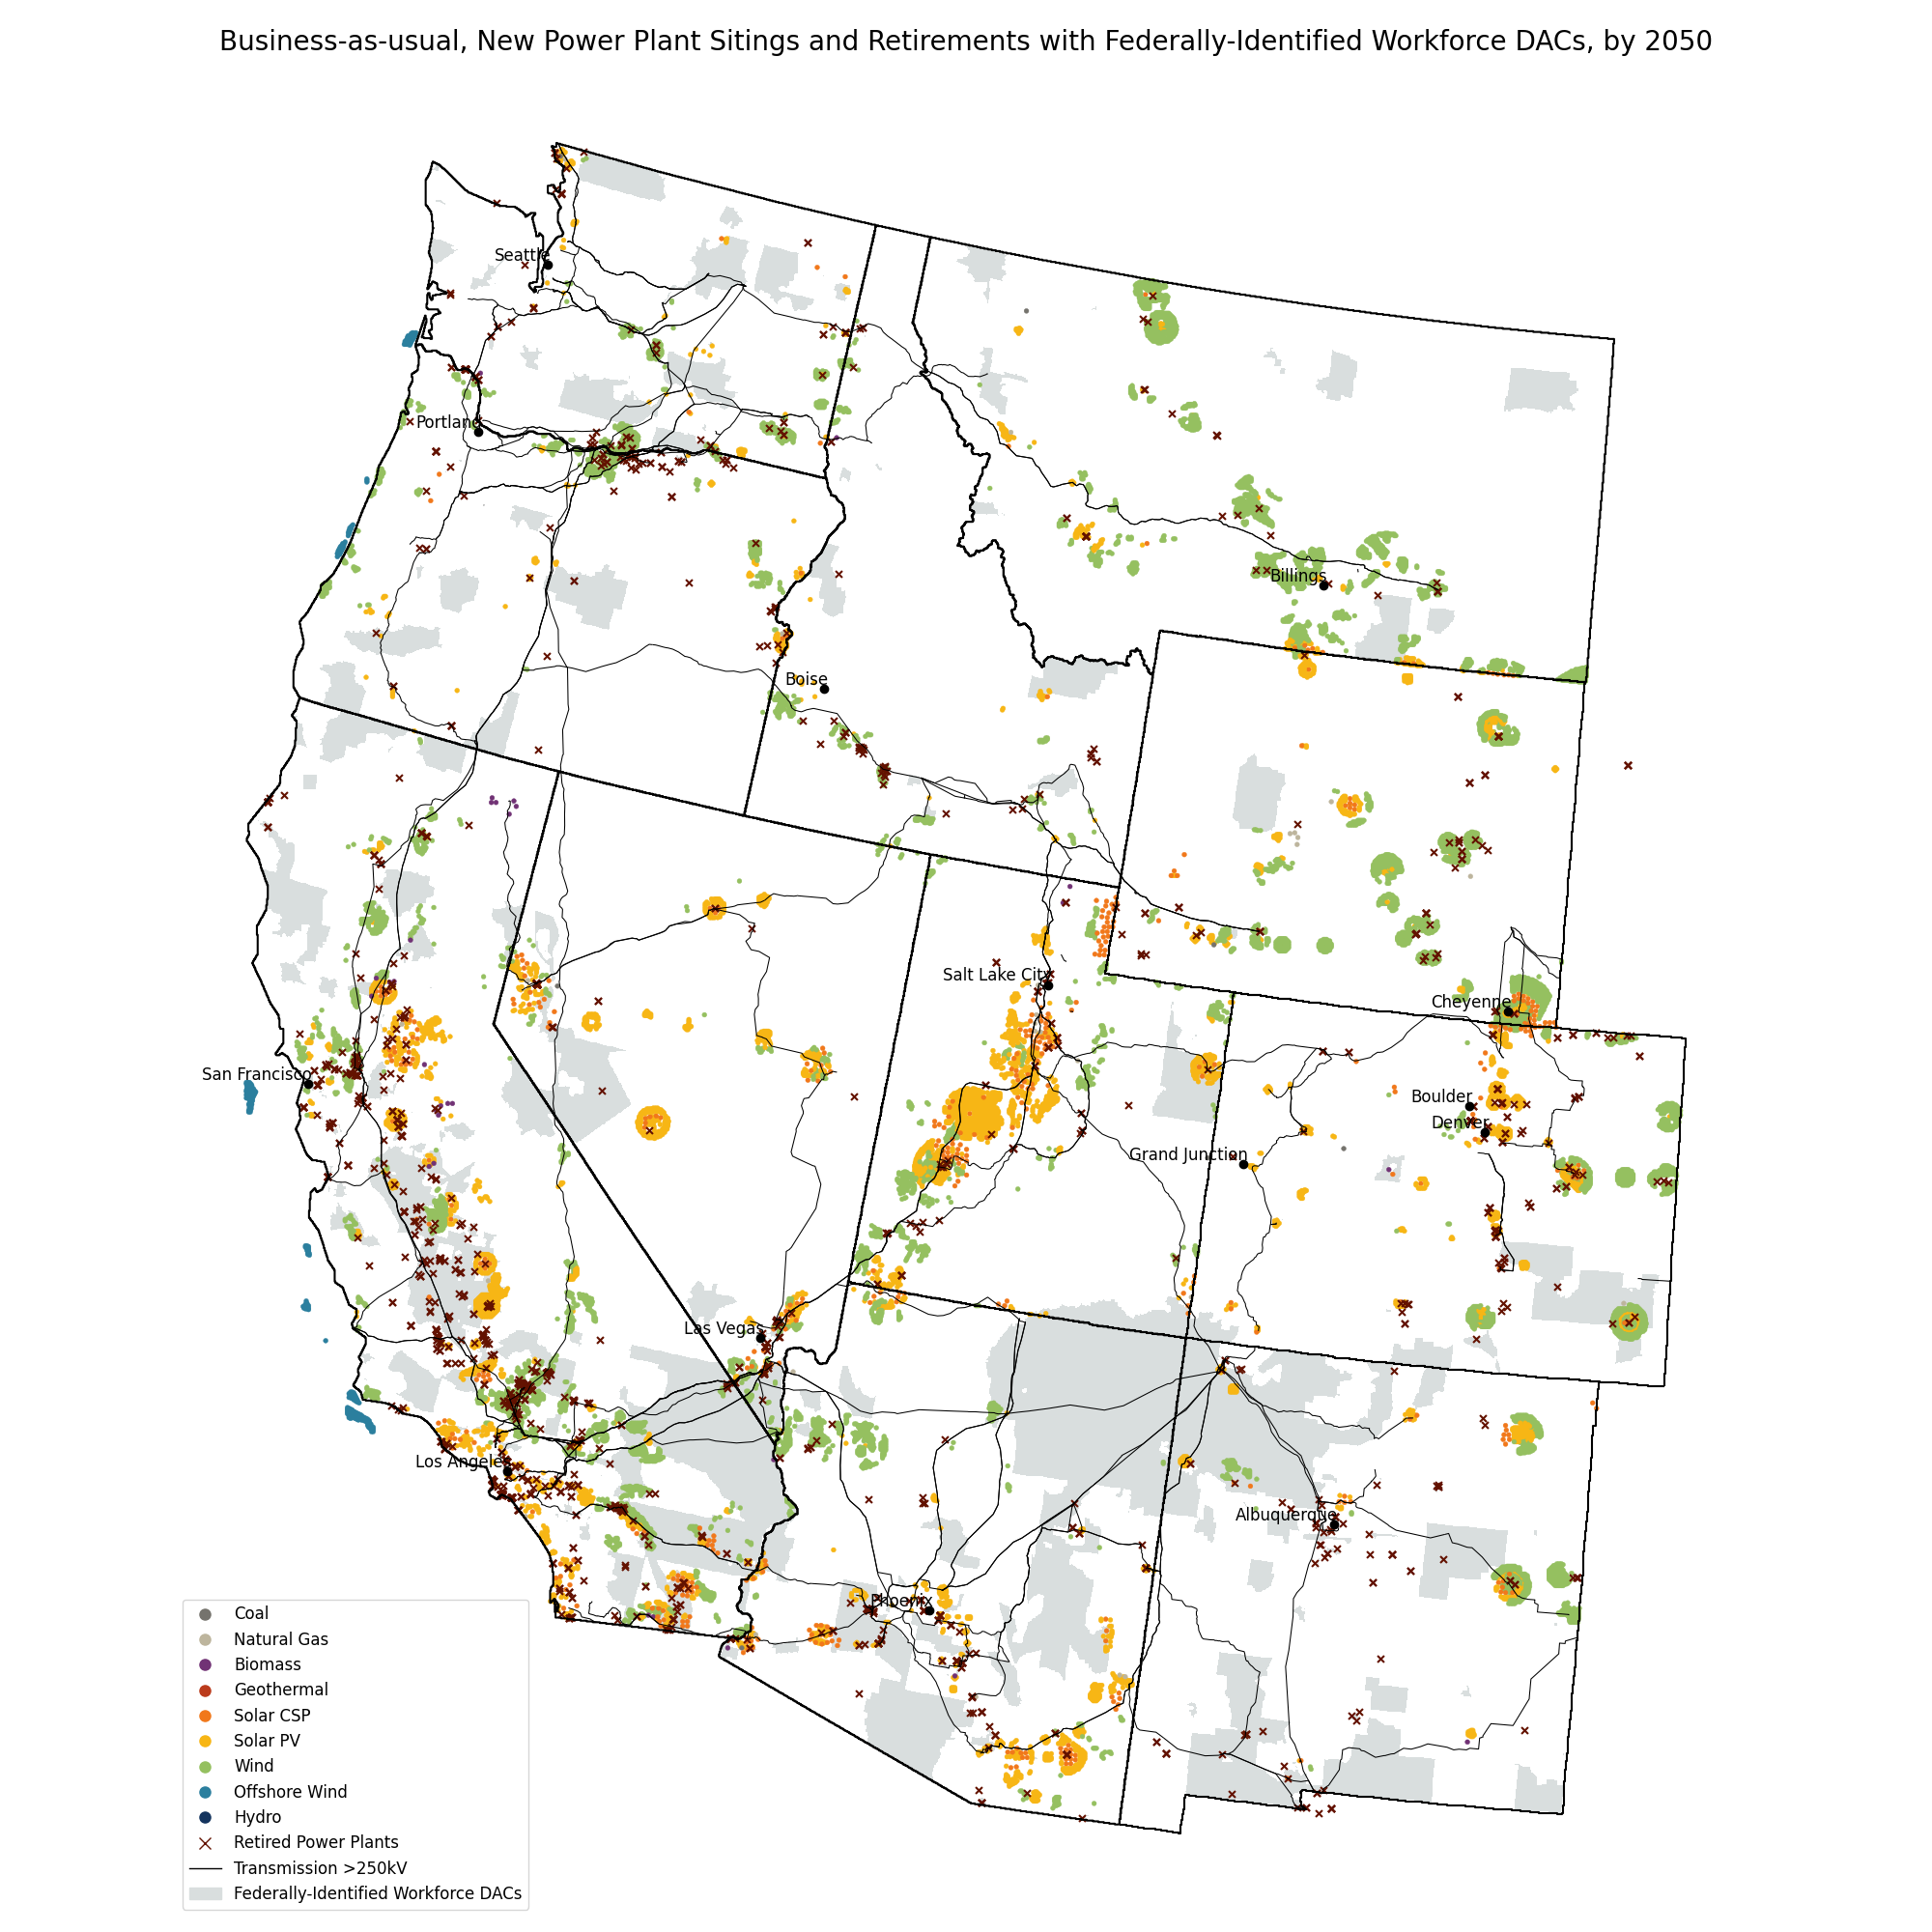 Business-as-usual, New Power Plant Sitings and Retirements with Federally-Identified Workforce DACs, by 2050
Seattle
Portland
Billings
Boise
Salt Lake City
Cheyenne
San Francisco
Boulder
Denver
Grand Junction
Las Vegas
Los Angeles
Albuquerque
Phoenix
Coal
Natural Gas
Biomass
Geothermal
Solar CSP
Solar PV
Wind
Offshore Wind
Hydro
Retired Power Plants
Transmission >250kV
Federally-Identified Workforce DACs